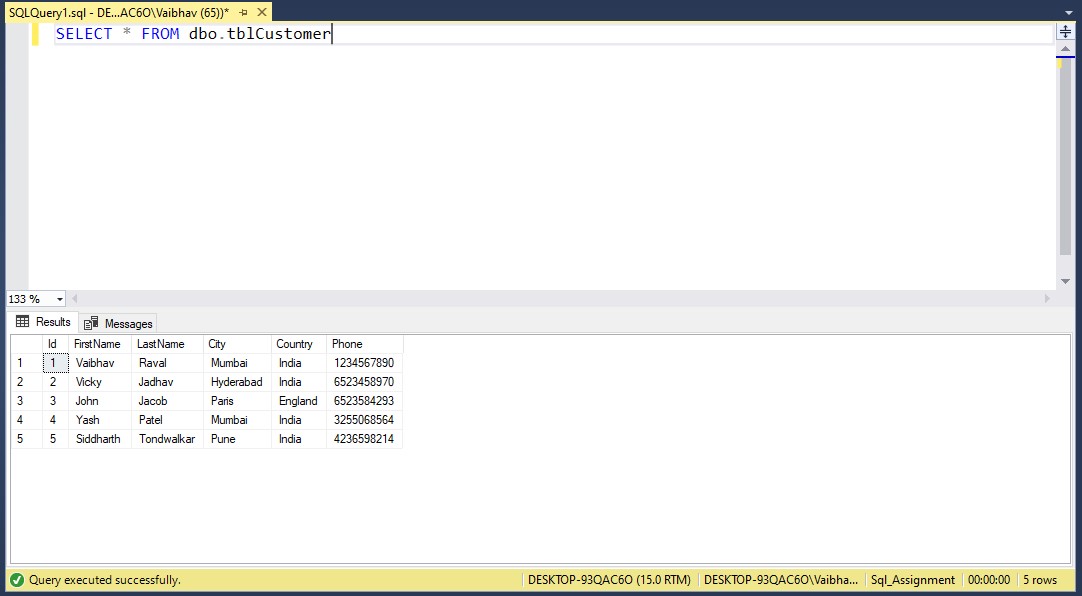 SQLQuery1.sql - DE...AC6O\Vaibhav (65))*
SELECT * FROM dbo.tblCustomer
133 %
Results Messages
Id FirstName LastName City Country Phone
1 1 Vaibhav Raval Mumbai India 1234567890
2 2 Vicky Jadhav Hyderabad India 6523458970
3 3 John Jacob Paris England 6523584293
4 4 Yash Patel Mumbai India 3255068564
5 5 Siddharth Tondwalkar Pune India 4236598214
Query executed successfully. DESKTOP-93QAC6O (15.0 RTM) DESKTOP-93QAC6O\Vaibha... Sql_Assignment 00:00:00 5 rows